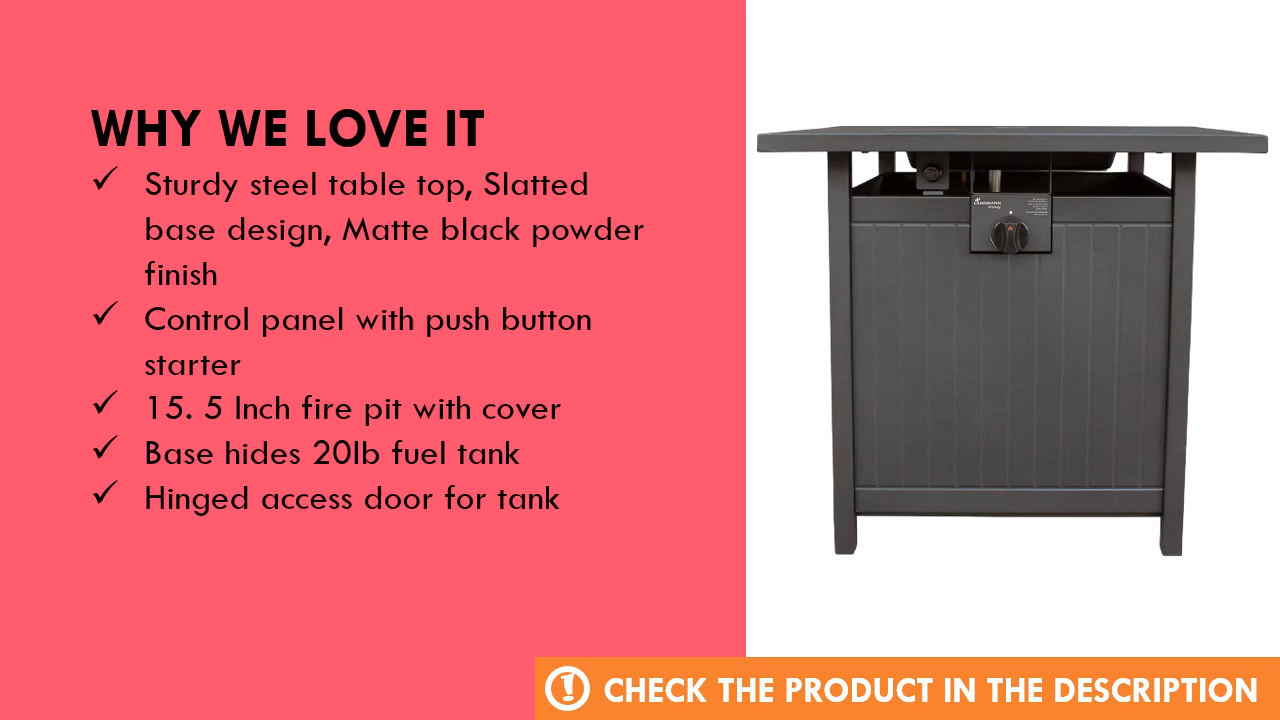 WHY WE LOVE IT
✓ Sturdy steel table top, Slatted
base design, Matte black powder
finish
✓ Control panel with push button
starter
✓ 15. 5 Inch fire pit with cover
✓ Base hides 20lb fuel tank
✓ Hinged access door for tank
LANDMANN
CHECK THE PRODUCT IN THE DESCRIPTION